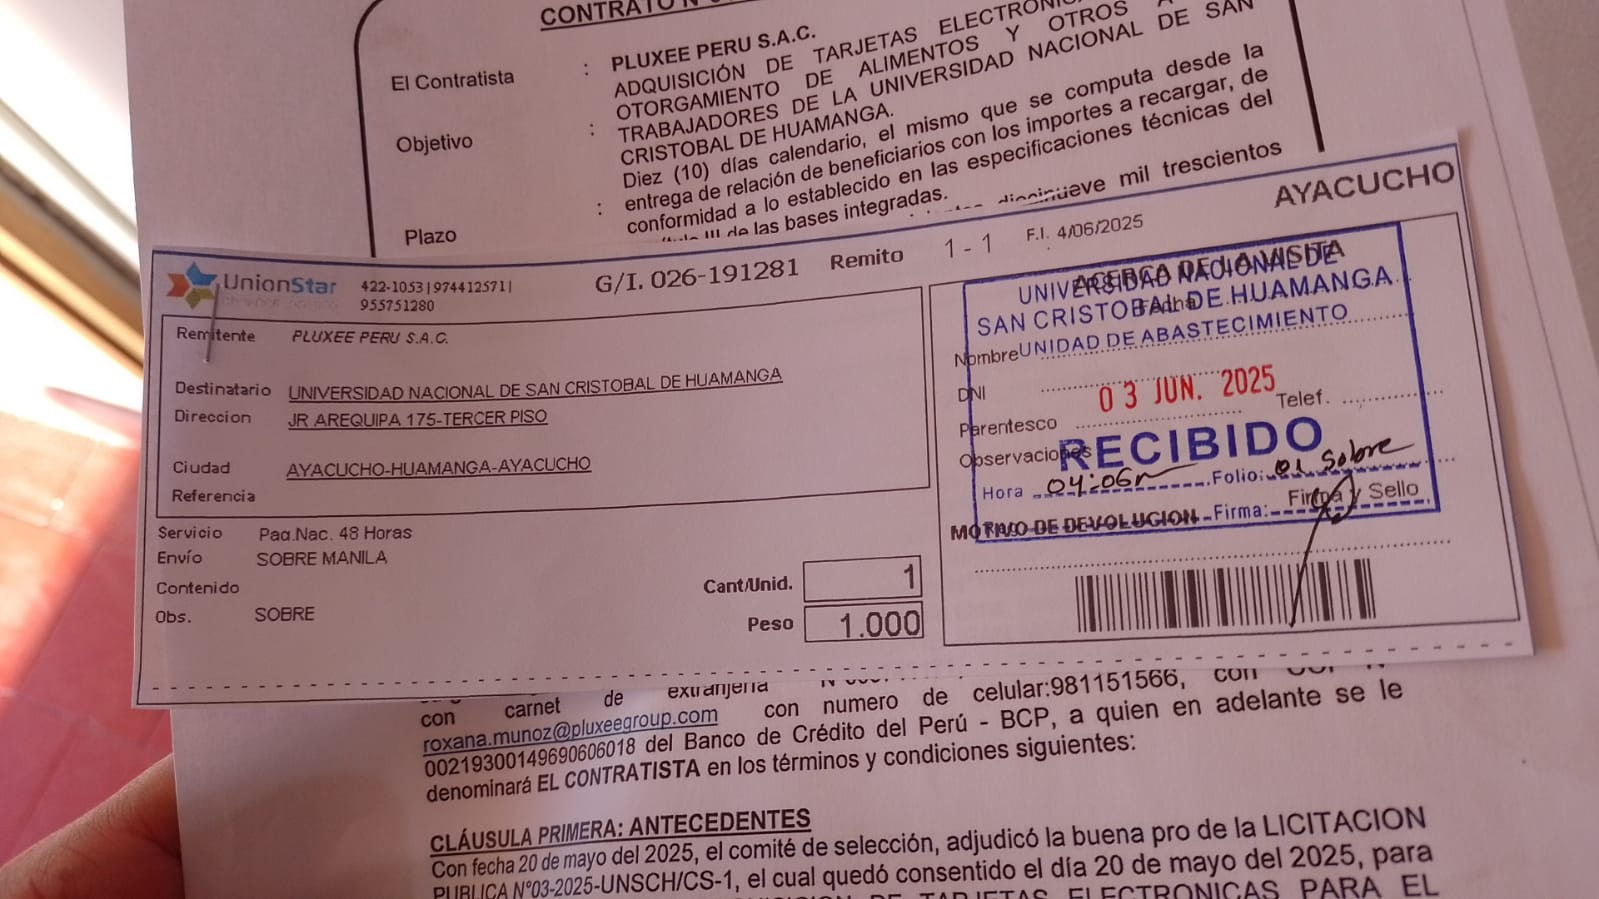 CONTRATO N°
El Contratista : PLUXEE PERU S.A.C.
Objetivo : ADQUISICIÓN DE TARJETAS
OTORGAMIENTO DE ALIMENTOS Y OTROS A
TRABAJADORES DE LA UNIVERSIDAD NACIONAL DE SAN
CRISTOBAL DE HUAMANGA.
Plazo : Diez (10) días calendario, el mismo que se computa desde la
entrega de relación de beneficiarios con los importes a recargar, de
conformidad a lo establecido en las especificaciones técnicas del
III de las bases integradas.
mil trescientos
AYACUCHO
UnionStar
422-1053 | 974412571 |
955751280
G/I. 026-191281
Remito 1 - 1
F.I. 4/06/2025
Remitente PLUXEE PERU S.A.C.
Destinatario UNIVERSIDAD NACIONAL DE SAN CRISTOBAL DE HUAMANGA
Direccion JR AREQUIPA 175-TERCER PISO
Ciudad AYACUCHO-HUAMANGA-AYACUCHO
Referencia
Servicio Paq.Nac. 48 Horas
Envío SOBRE MANILA
Contenido
Obs. SOBRE
Cant/Unid. 1
Peso 1.000
ACERCA DE LA VISITA
Fecha
Nombre
DNI
Parentesco
Telef.
Observaciones
MOTIVO DE DEVOLUCION
Firma y Sello
UNIVERSIDAD NACIONAL DE
SAN CRISTOBAL DE HUAMANGA
UNIDAD DE ABASTECIMIENTO
03 JUN. 2025
RECIBIDO
Hora 04:06 Folio: 01 Sobre
Firma:
con carnet de extranjería con numero de celular:981151566, con
roxana.munoz@pluxeegroup.com
00219300149690606018 del Banco de Crédito del Perú - BCP, a quien en adelante se le
denominará EL CONTRATISTA en los términos y condiciones siguientes:
CLÁUSULA PRIMERA: ANTECEDENTES
Con fecha 20 de mayo del 2025, el comité de selección, adjudicó la buena pro de la LICITACION
PUBLICA N°03-2025-UNSCH/CS-1, el cual quedó consentido el día 20 de mayo del 2025, para
DE TARJETAS ELECTRONICAS PARA EL